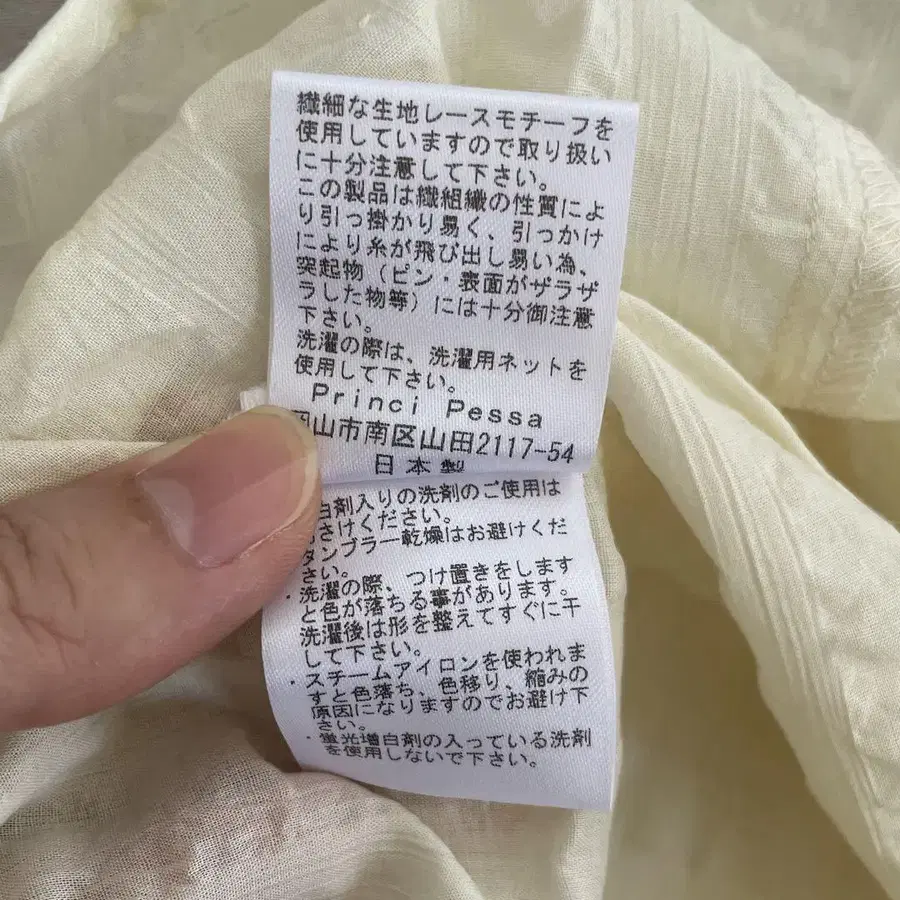 繊細な生地レースモチーフを
使用していますので取り扱い
に十分注意して下さい。
この製品は繊組織の性質によ
り引っ掛かり易く、引っかけ
により糸が飛び出し易い為、
突起物（ピン・表面がザラザ
ラした物等）には十分御注意
下さい。
洗濯の際は、洗濯用ネットを
使用して下さい。
Princi Pessa
岡山市南区山田2117-54
日本製
白剤入りの洗剤のご使用は
さけください。
タンブラー乾燥はお避けくだ
さい。
・洗濯の際、つけ置きをします
と色が落ちる事があります。
洗濯後は形を整えてすぐに干
して下さい。
・スチームアイロンを使われま
すと色落ち、色移り、縮みの
原因になりますのでお避け下
さい。
・蛍光増白剤の入っている洗剤
を使用しないで下さい。